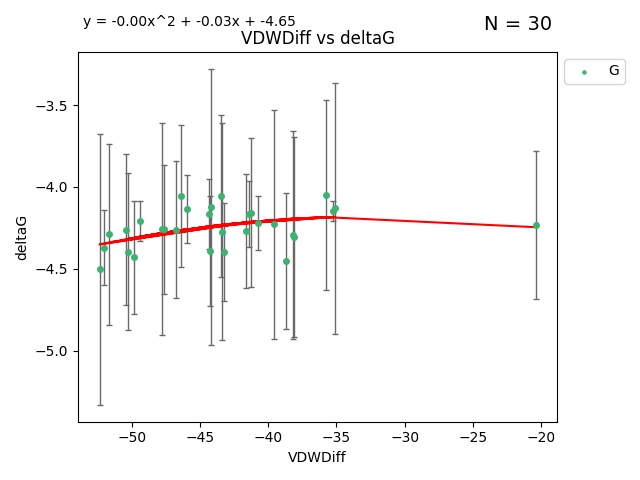 y = -0.00x^2 + -0.03x + -4.65
N = 30
VDWDiff vs deltaG
G
−3.5
−4.0
−4.5
−5.0
deltaG
−50
−45
−40
−35
−30
−25
−20
VDWDiff